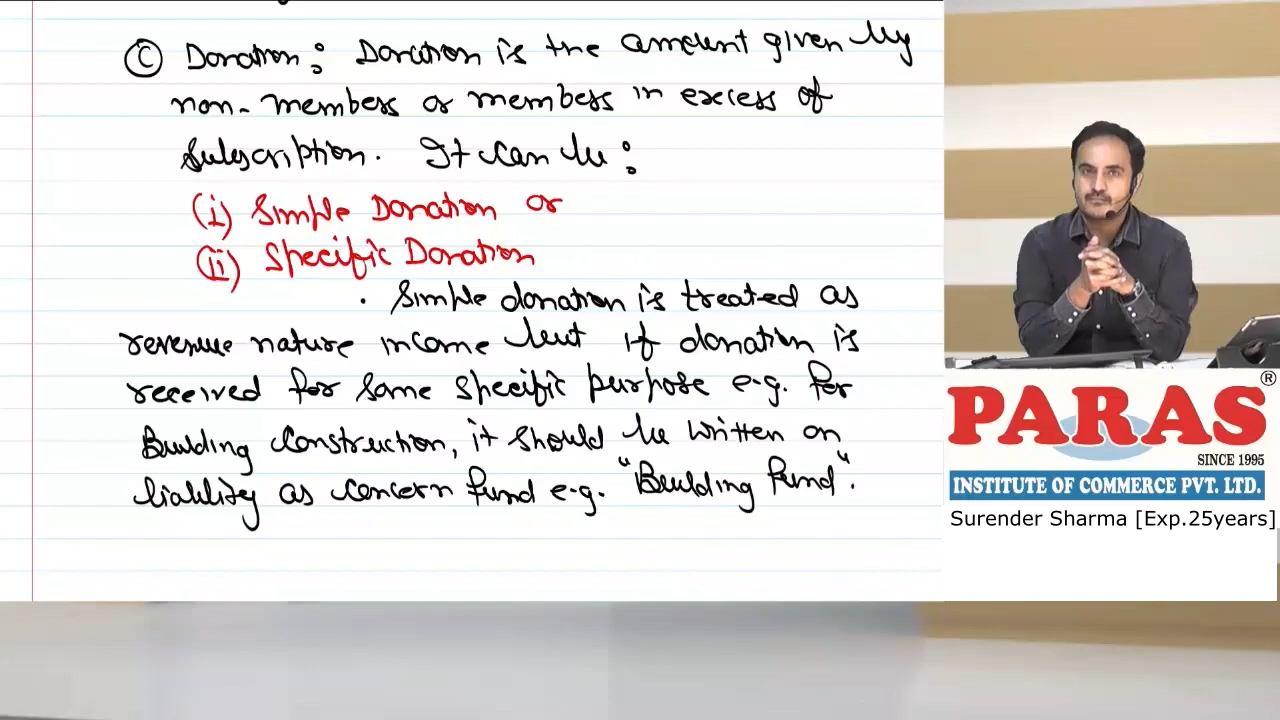 (C) Donation: Donation is the amount given by
non-members or members in excess of
Subscription. It can be:
(i) Simple Donation or
(ii) Specific Donation
. Simple donation is treated as
revenue nature income but if donation is
received for some specific purpose e.g. for
Building Construction, it should be written on
liability as concern fund e.g. "Building Fund".
PARAS®
SINCE 1995
INSTITUTE OF COMMERCE PVT. LTD.
Surender Sharma [Exp.25years]